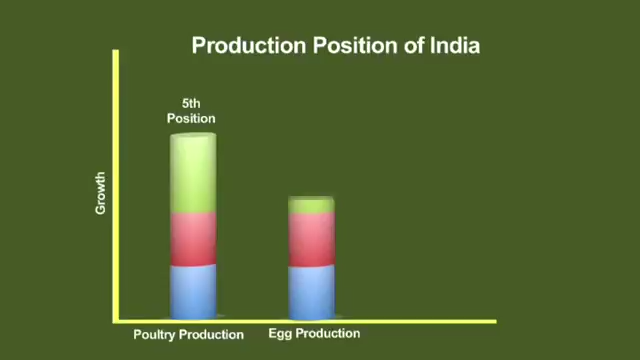 Production Position of India
5th
Position
Growth
Poultry Production
Egg Production